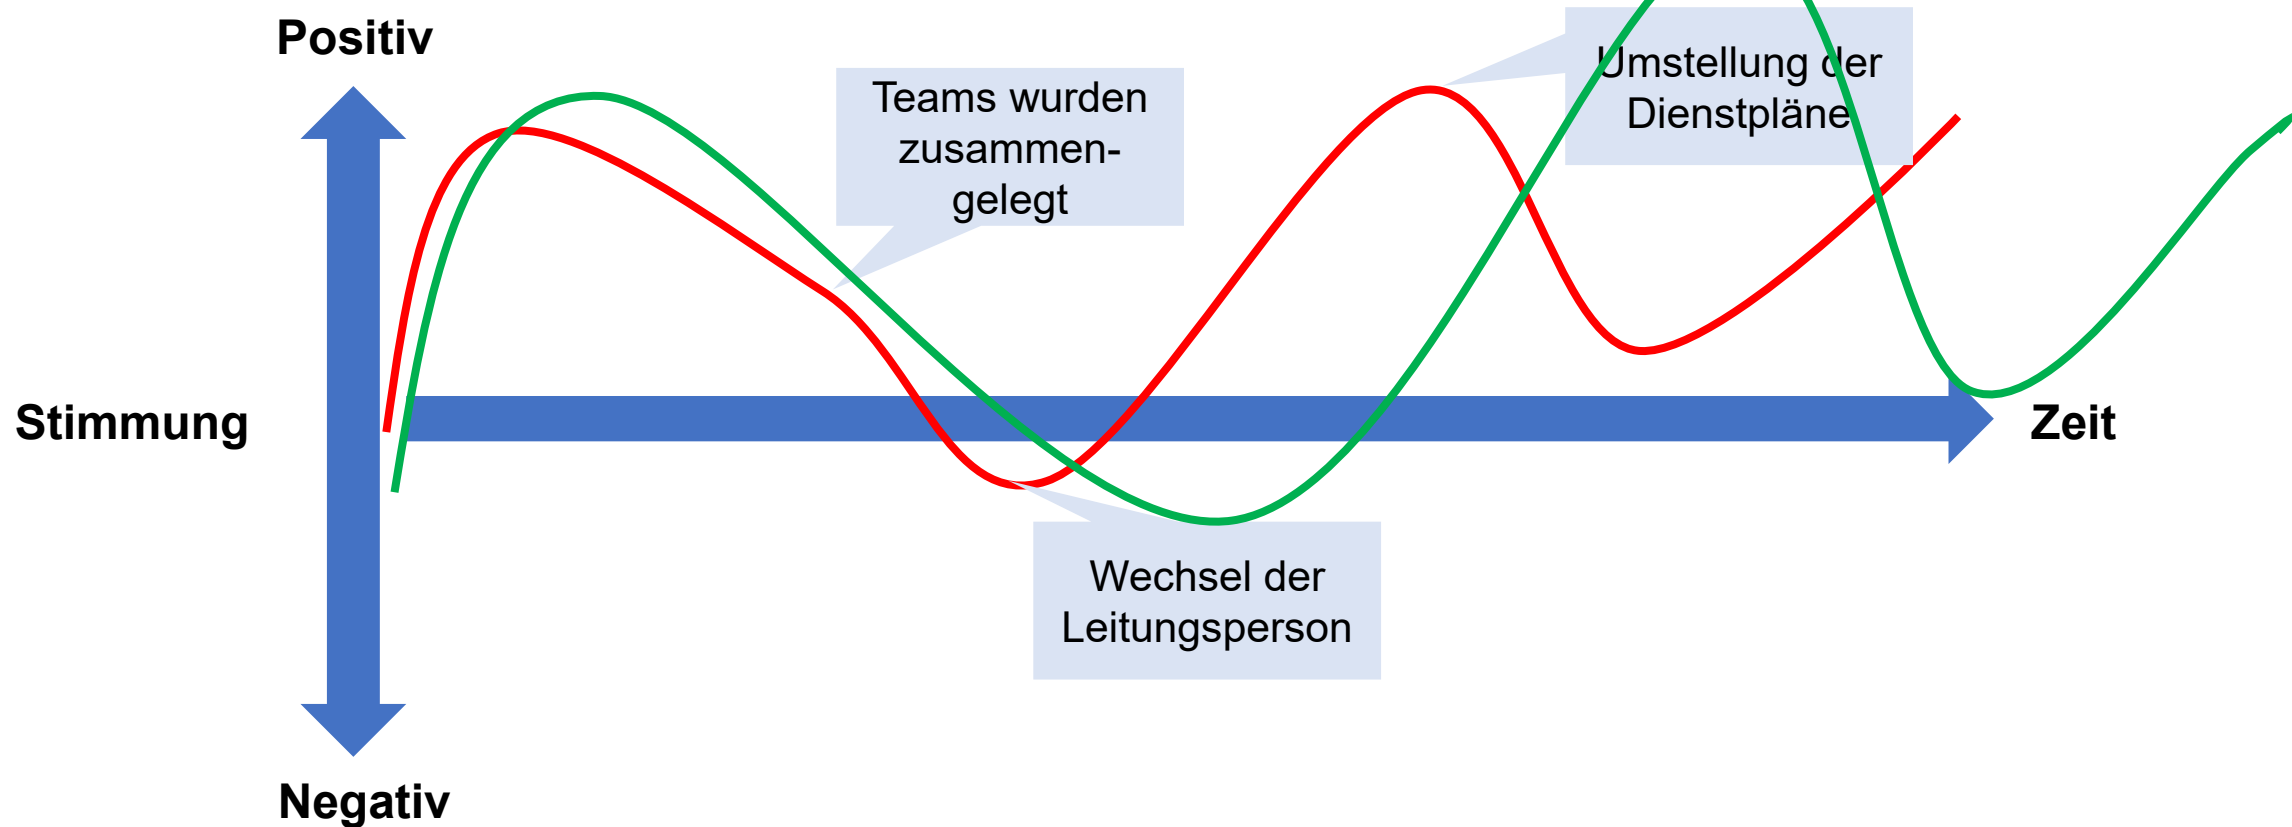 Positiv
Teams wurden
zusammen-
gelegt
Umstellung der
Dienstpläne
Stimmung
Zeit
Wechsel der
Leitungsperson
Negativ